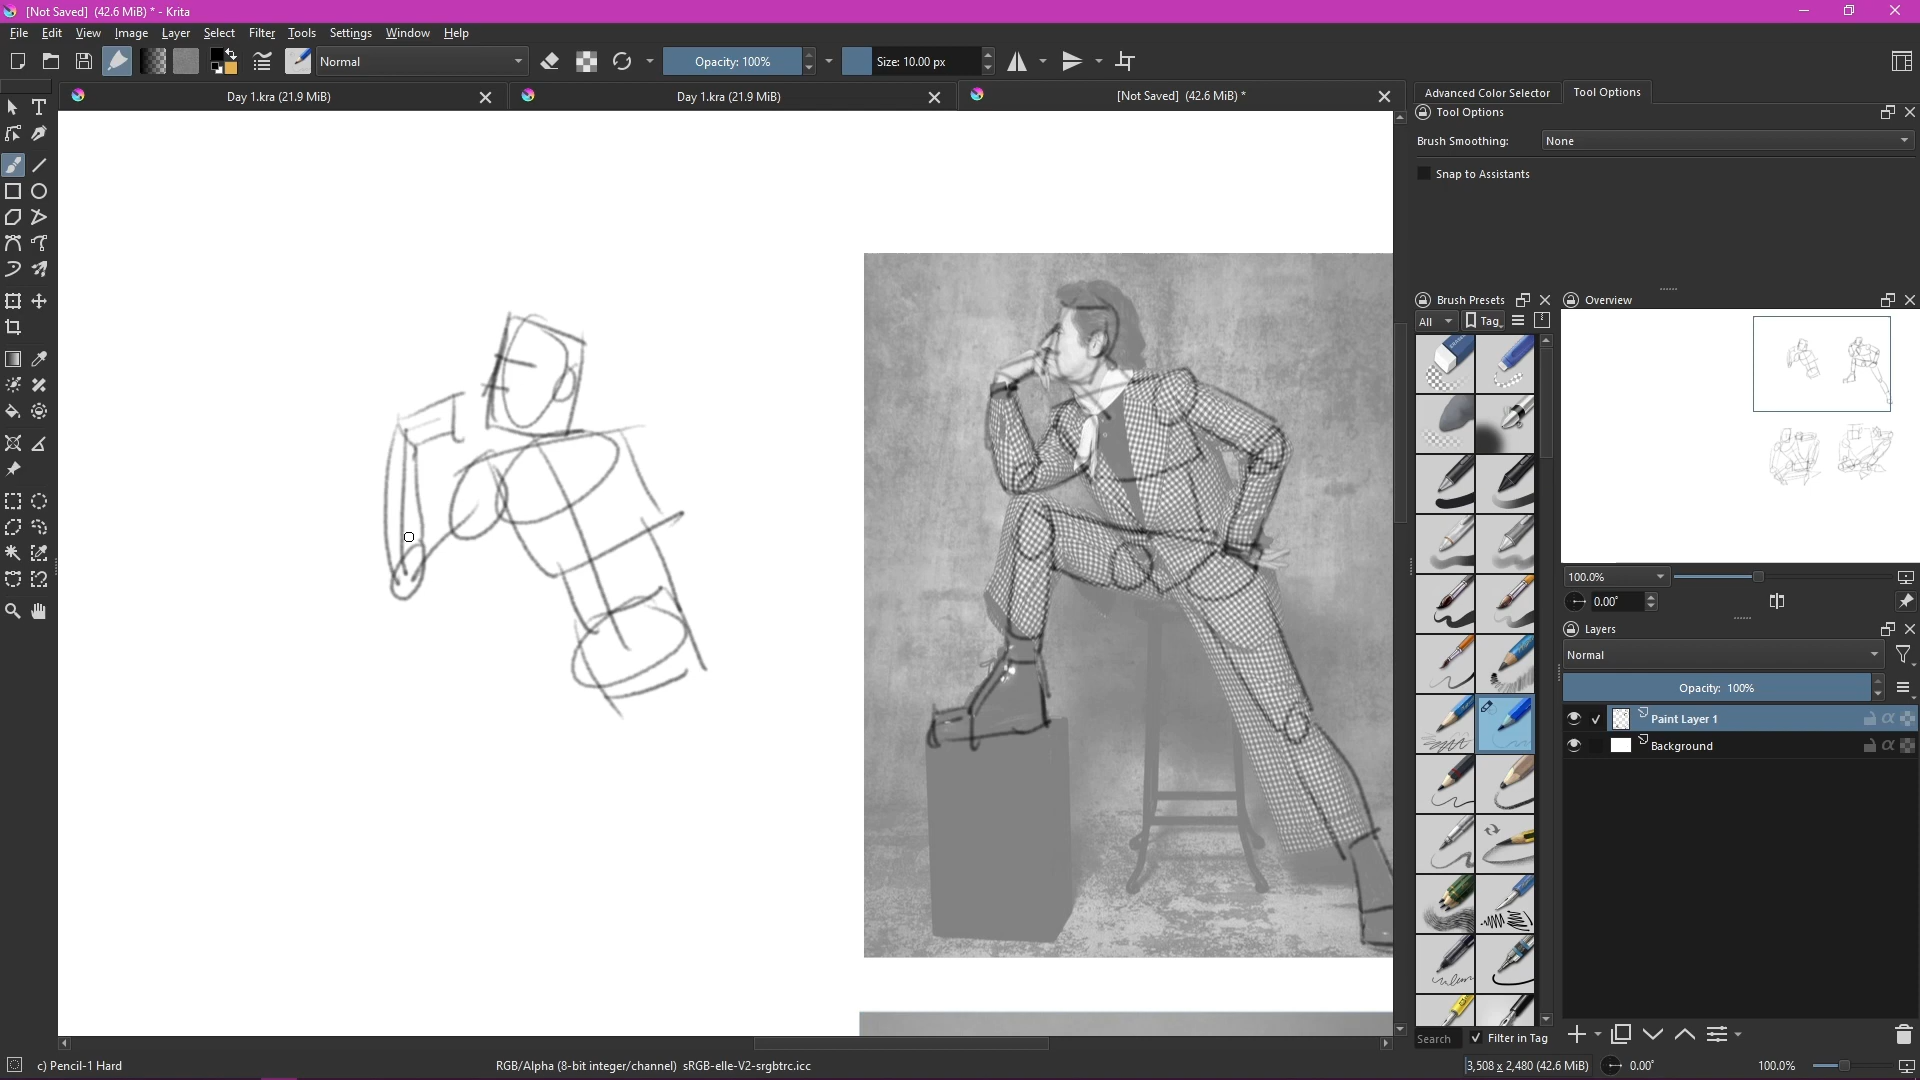 [Not Saved]  (42.6 MiB) * - Krita
File Edit View Image Layer Select Filter Tools Settings Window Help
Normal
Opacity: 100%
Size: 10.00 px
Day 1.kra (21.9 MiB)
Day 1.kra (21.9 MiB)
[Not Saved]  (42.6 MiB) *
Advanced Color Selector
Tool Options
Tool Options
Brush Smoothing:
None
Snap to Assistants
Brush Presets
Overview
All
Tag
100.0%
0.00°
Layers
Normal
Opacity:  100%
Paint Layer 1
Background
Search
Filter in Tag
c) Pencil-1 Hard
RGB/Alpha (8-bit integer/channel)  sRGB-elle-V2-srgbtrc.icc
3,508 x 2,480 (42.6 MiB)
0.00°
100.0%